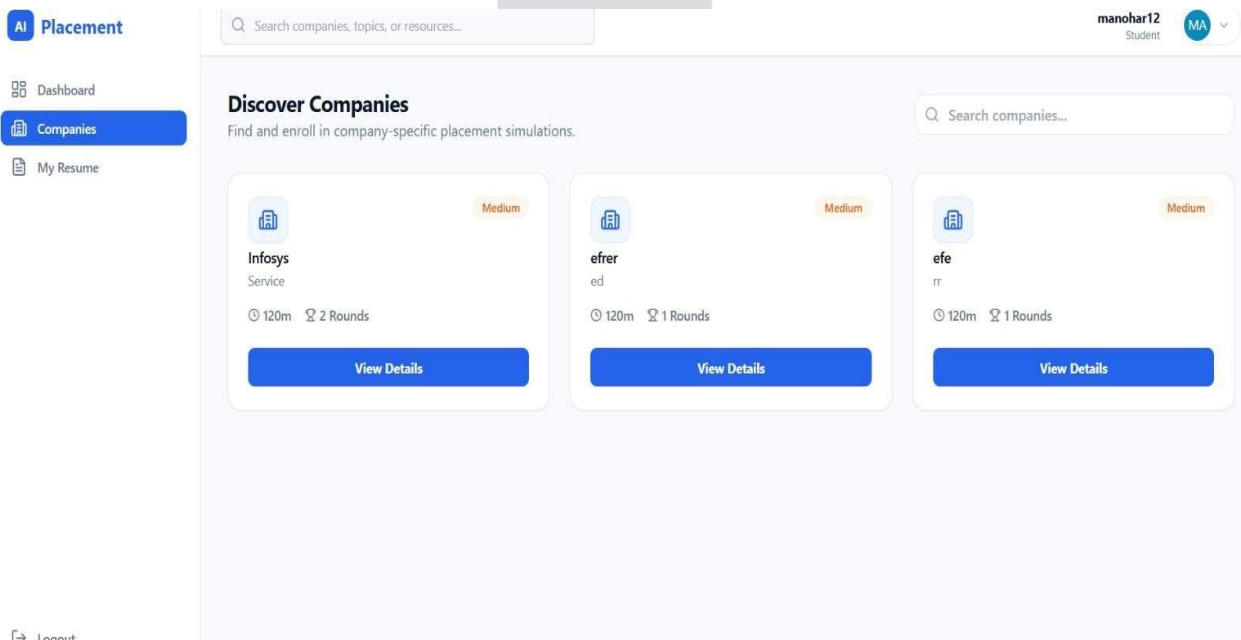 AI Placement
Search companies, topics, or resources...
manohar12
Student
MA
Dashboard
Companies
My Resume
Logout
Discover Companies
Find and enroll in company-specific placement simulations.
Search companies...
Medium
Infosys
Service
120m 2 Rounds
View Details
Medium
efrer
ed
120m 1 Rounds
View Details
Medium
efe
rr
120m 1 Rounds
View Details